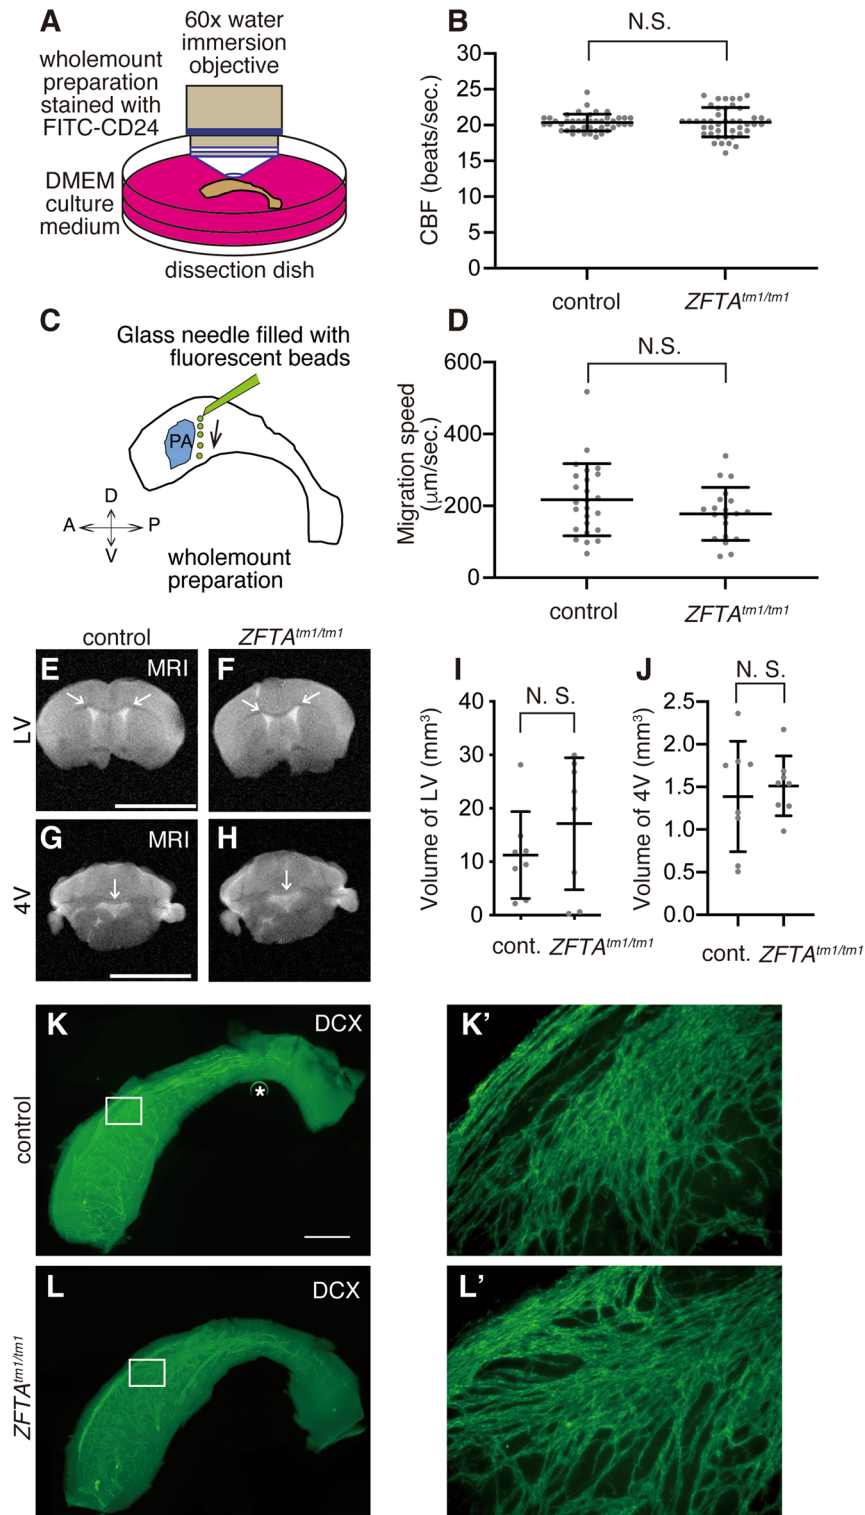 A
60x water
immersion
objective
wholemount
preparation
stained with
FITC-CD24
DMEM
culture
medium
dissection dish
B
N.S.
CBF (beats/sec.)
30
25
20
15
10
5
0
control
ZFTAtm1/tm1
C
Glass needle filled with
fluorescent beads
PA
D
A
P
V
wholemount
preparation
D
N.S.
Migration speed
(μm/sec.)
600
400
200
0
control
ZFTAtm1/tm1
control
ZFTAtm1/tm1
LV
E
MRI
F
4V
G
MRI
H
I
N. S.
Volume of LV (mm³)
40
30
20
10
0
cont.
ZFTAtm1/tm1
J
N. S.
Volume of 4V (mm³)
2.5
2.0
1.5
1.0
0.5
0.0
cont.
ZFTAtm1/tm1
control
K
DCX
*
K’
ZFTAtm1/tm1
L
DCX
L’